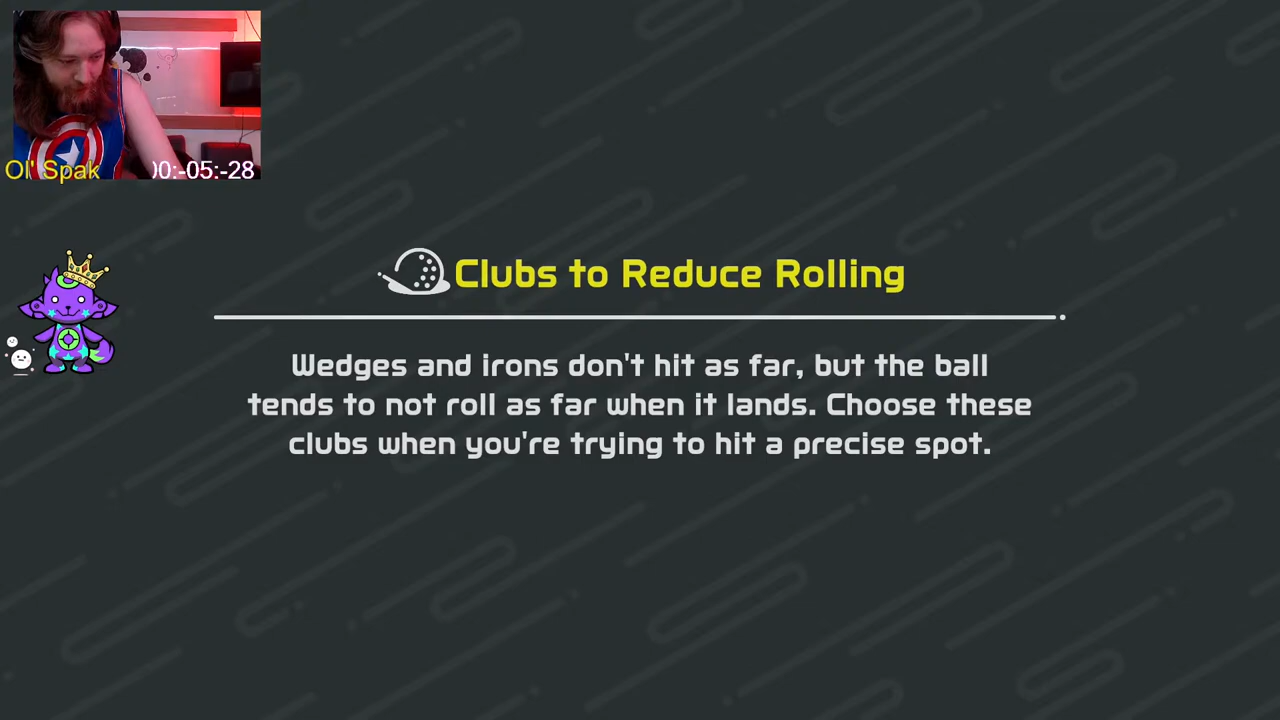 Ol' Spak
00:-05:-28
Clubs to Reduce Rolling
Wedges and irons don't hit as far, but the ball
tends to not roll as far when it lands. Choose these
clubs when you're trying to hit a precise spot.